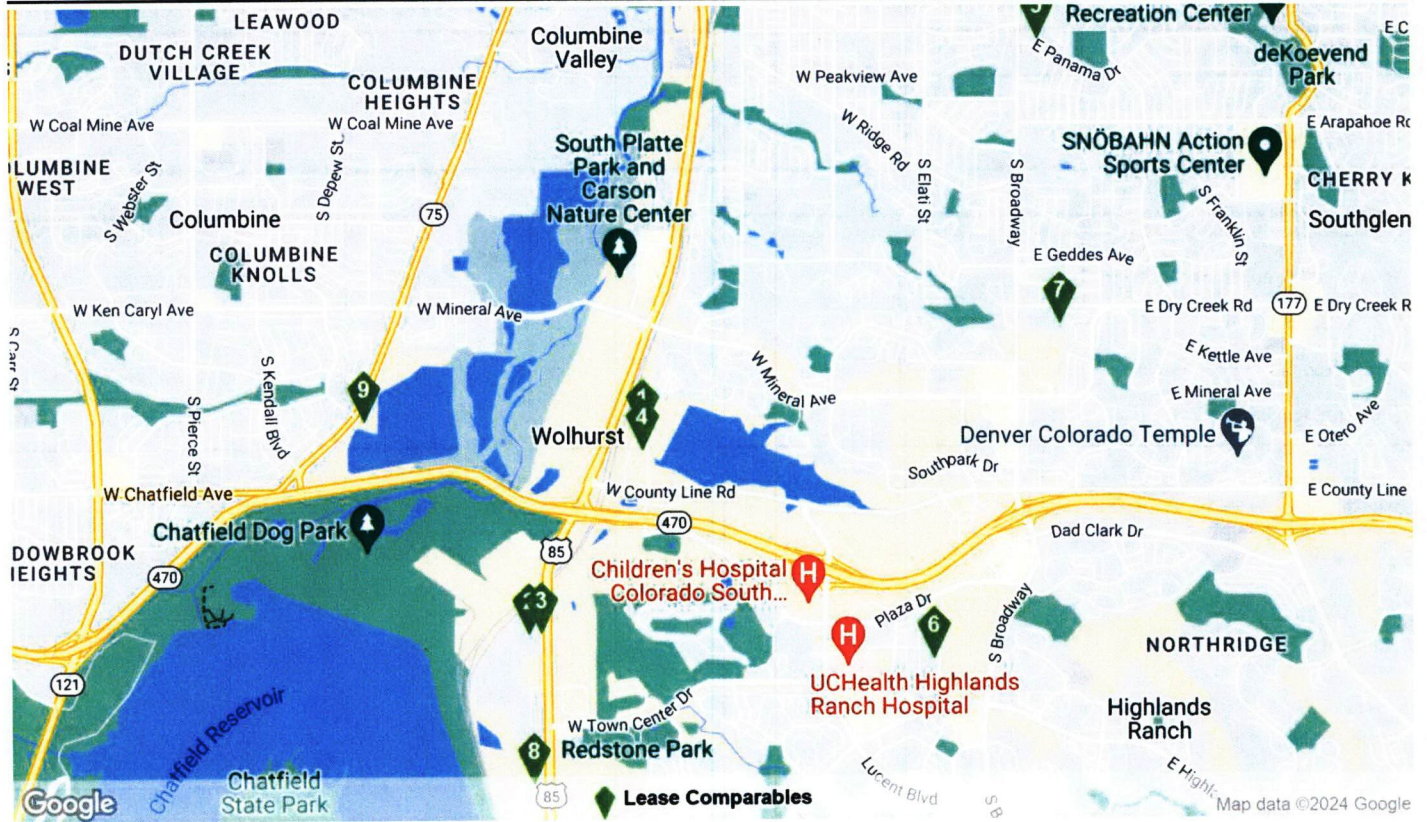 LEAWOOD
DUTCH CREEK
VILLAGE
COLUMBINE
HEIGHTS
Columbine
Valley
Recreation Center
E Panama Dr
deKoevend
Park
E C
W Peakview Ave
W Coal Mine Ave
W Coal Mine Ave
W Ridge Rd
E Arapahoe Rd
South Platte
Park and
Carson
Nature Center
SNÖBAHN Action
Sports Center
OLUMBINE
WEST
S Webster St
S Depew St
S Elati St
S Broadway
S Franklin St
CHERRY K
Southglen
Columbine
75
COLUMBINE
KNOLLS
E Geddes Ave
7
W Ken Caryl Ave
W Mineral Ave
E Dry Creek Rd
177
E Dry Creek R
S Carr St
S Kendall Blvd
E Kettle Ave
W Mineral Ave
E Mineral Ave
9
1
4
S Pierce St
Wolhurst
Denver Colorado Temple
E Otero Ave
Southpark Dr
W Chatfield Ave
W County Line Rd
E County Line
470
Chatfield Dog Park
Dad Clark Dr
DOWBROOK
HEIGHTS
85
470
Children's Hospital
Colorado South...
H
3
Plaza Dr
6
S Broadway
H
NORTHRIDGE
121
UCHealth Highlands
Ranch Hospital
Chatfield Reservoir
W Town Center Dr
Highlands
Ranch
8
Redstone Park
Chatfield
State Park
Lucent Blvd
E Highl
85
S B
Google
Lease Comparables
Map data ©2024 Google